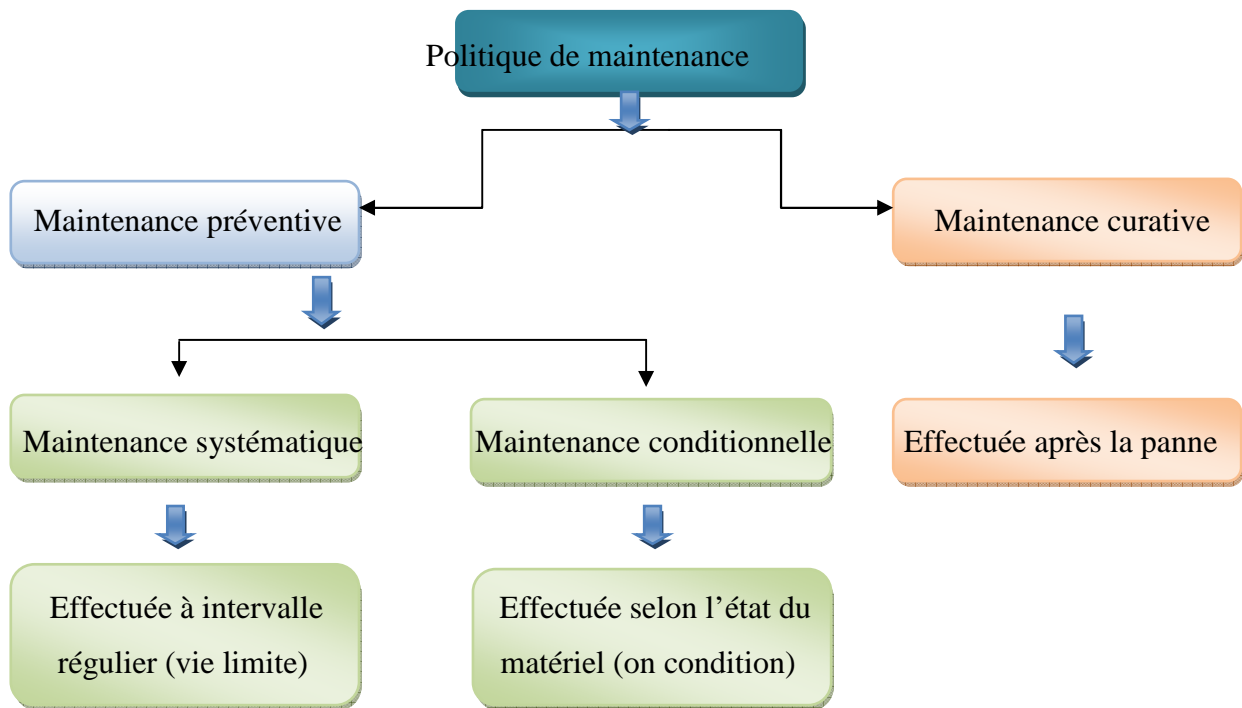 Politique de maintenance
Maintenance préventive
Maintenance curative
Maintenance systématique
Maintenance conditionnelle
Effectuée après la panne
Effectuée à intervalle
régulier (vie limite)
Effectuée selon l’état du
matériel (on condition)